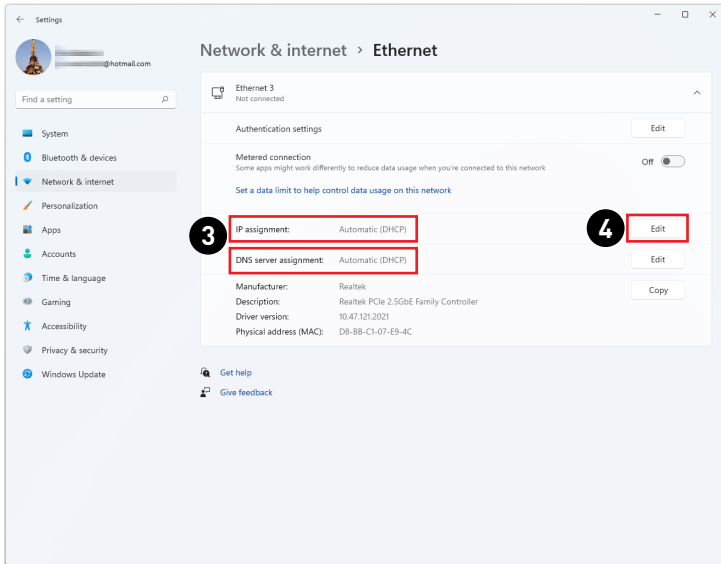 Settings
@hotmail.com
Find a setting
System
Bluetooth & devices
Network & internet
Personalization
Apps
Accounts
Time & language
Gaming
Accessibility
Privacy & security
Windows Update
Network & internet › Ethernet
Ethernet 3
Not connected
Authentication settings
Edit
Metered connection
Some apps might work differently to reduce data usage when you're connected to this network
Off
Set a data limit to help control data usage on this network
3
IP assignment: Automatic (DHCP)
4
Edit
DNS server assignment: Automatic (DHCP)
Edit
Manufacturer: Realtek
Copy
Description: Realtek PCIe 2.5GbE Family Controller
Driver version: 10.47.121.2021
Physical address (MAC): D8-BB-C1-07-E9-4C
Get help
Give feedback